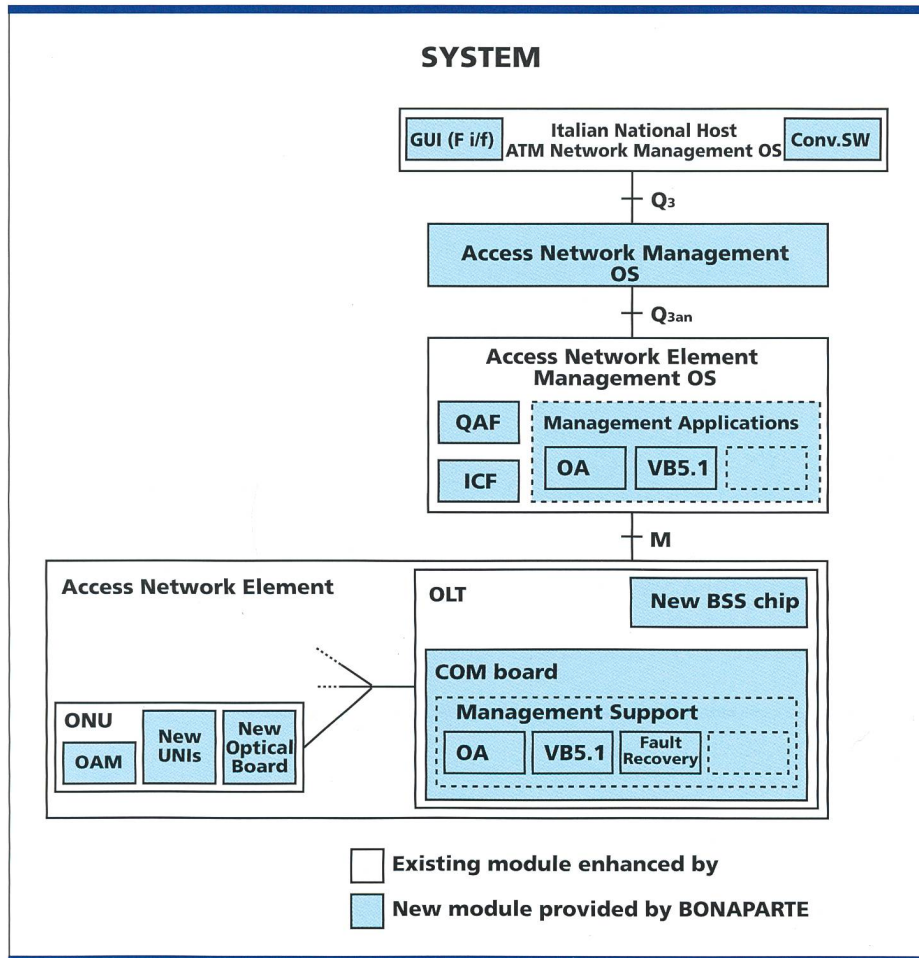 SYSTEM
GUI (F i/f)
Italian National Host
ATM Network Management OS
Conv.SW
Q3
Access Network Management
OS
Q3an
Access Network Element
Management OS
QAF
ICF
Management Applications
OA
VB5.1
M
Access Network Element
OLT
New BSS chip
COM board
Management Support
OA
VB5.1
Fault
Recovery
ONU
OAM
New
UNIs
New
Optical
Board
Existing module enhanced by
New module provided by BONAPARTE